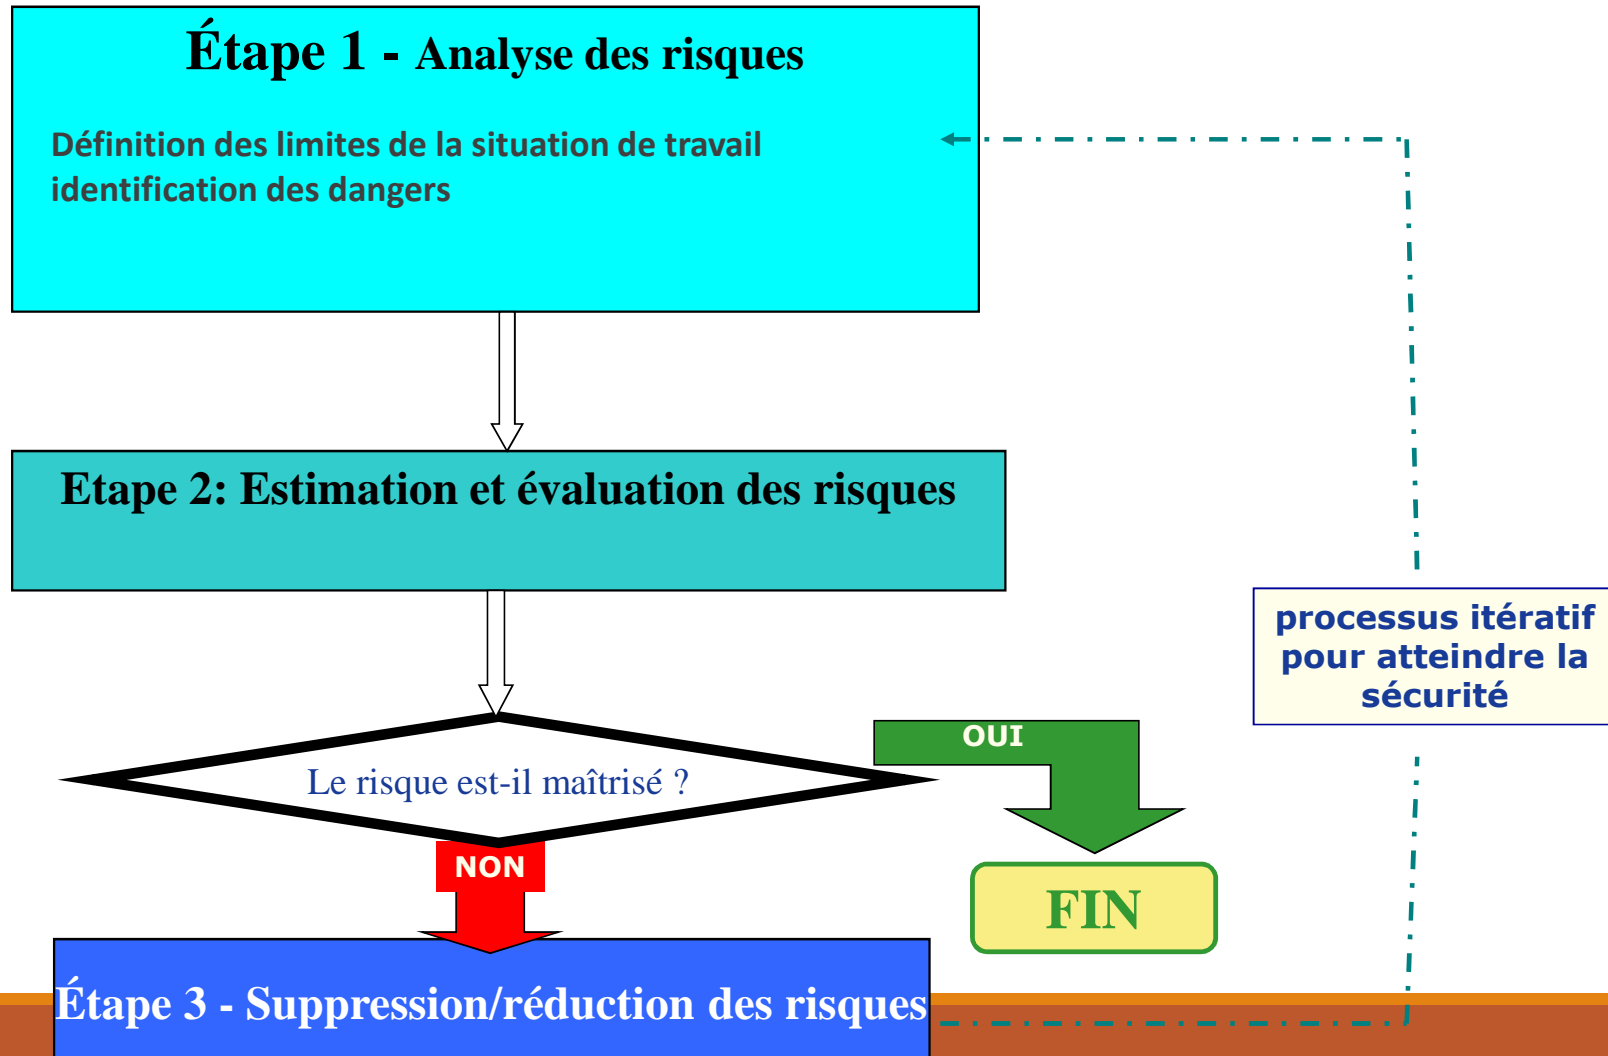 Étape 1 - Analyse des risques
Définition des limites de la situation de travail
identification des dangers
Etape 2: Estimation et évaluation des risques
processus itératif
pour atteindre la
sécurité
OUI
Le risque est-il maîtrisé ?
NON
FIN
Étape 3 - Suppression/réduction des risques